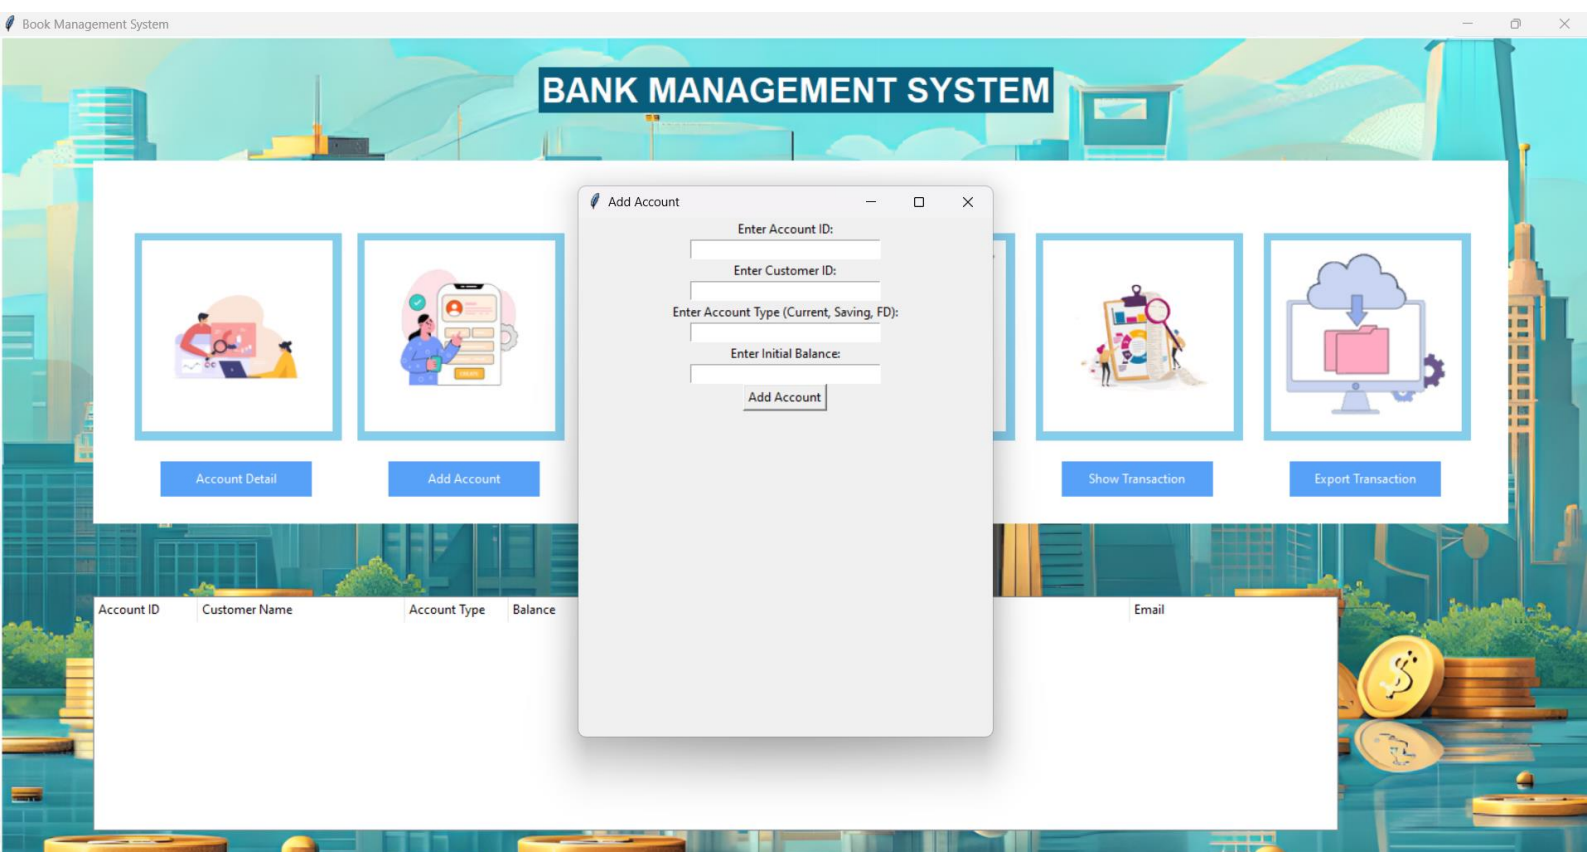 Book Management System
BANK MANAGEMENT SYSTEM
Add Account
Enter Account ID:
Enter Customer ID:
Enter Account Type (Current, Saving, FD):
Enter Initial Balance:
Add Account
Account Detail
Add Account
Show Transaction
Export Transaction
Account ID
Customer Name
Account Type
Balance
Email